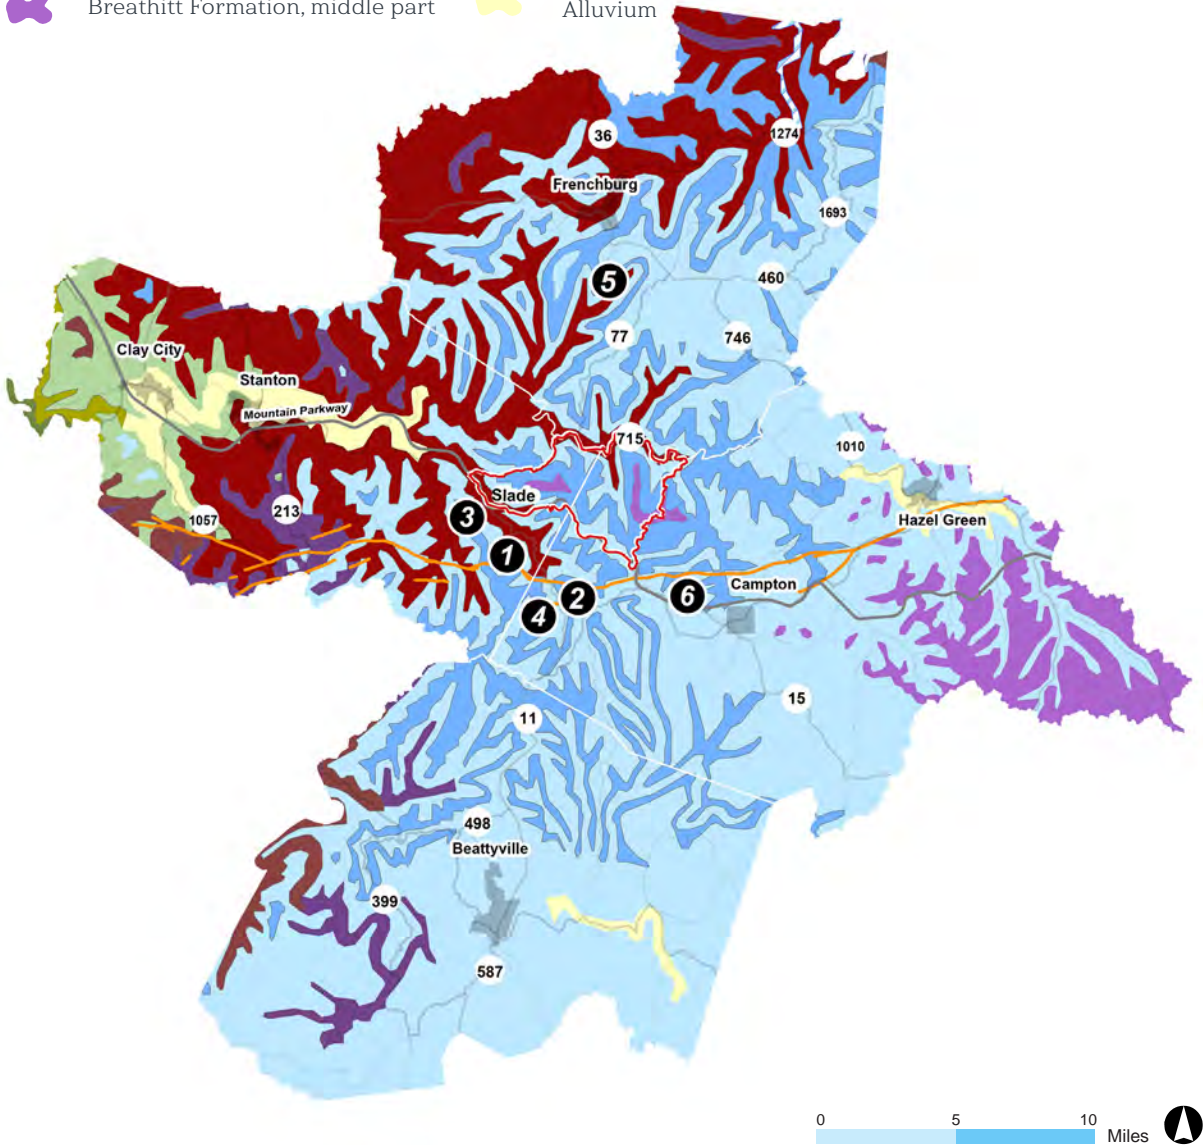 Breathitt Formation, middle part
Alluvium
36
1274
Frenchburg
1693
5
460
77
746
Clay City
Stanton
Mountain Parkway
715
1010
Slade
3
213
1057
Hazel Green
1
Campton
2
6
4
15
11
498
Beattyville
399
587
0 5 10
Miles